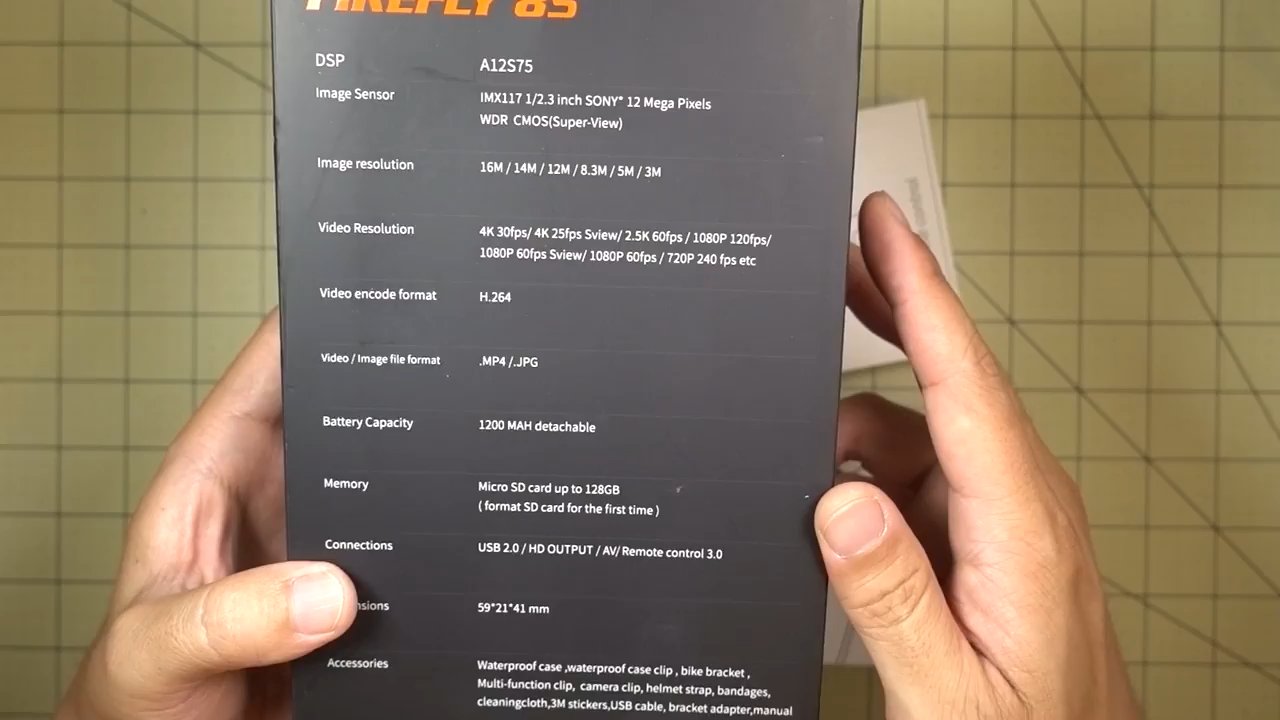 FIREFLY 8S
DSP A12S75
Image Sensor IMX117 1/2.3 inch SONY* 12 Mega Pixels
WDR CMOS(Super-View)
Image resolution 16M / 14M / 12M / 8.3M / 5M / 3M
Video Resolution 4K 30fps/ 4K 25fps Sview/ 2.5K 60fps / 1080P 120fps/
1080P 60fps Sview/ 1080P 60fps / 720P 240 fps etc
Video encode format H.264
Video / Image file format .MP4 /.JPG
Battery Capacity 1200 MAH detachable
Memory Micro SD card up to 128GB
( format SD card for the first time )
Connections USB 2.0 / HD OUTPUT / AV/ Remote control 3.0
nsions 59*21*41 mm
Accessories Waterproof case ,waterproof case clip , bike bracket ,
Multi-function clip, camera clip, helmet strap, bandages,
cleaningcloth,3M stickers,USB cable, bracket adapter,manual